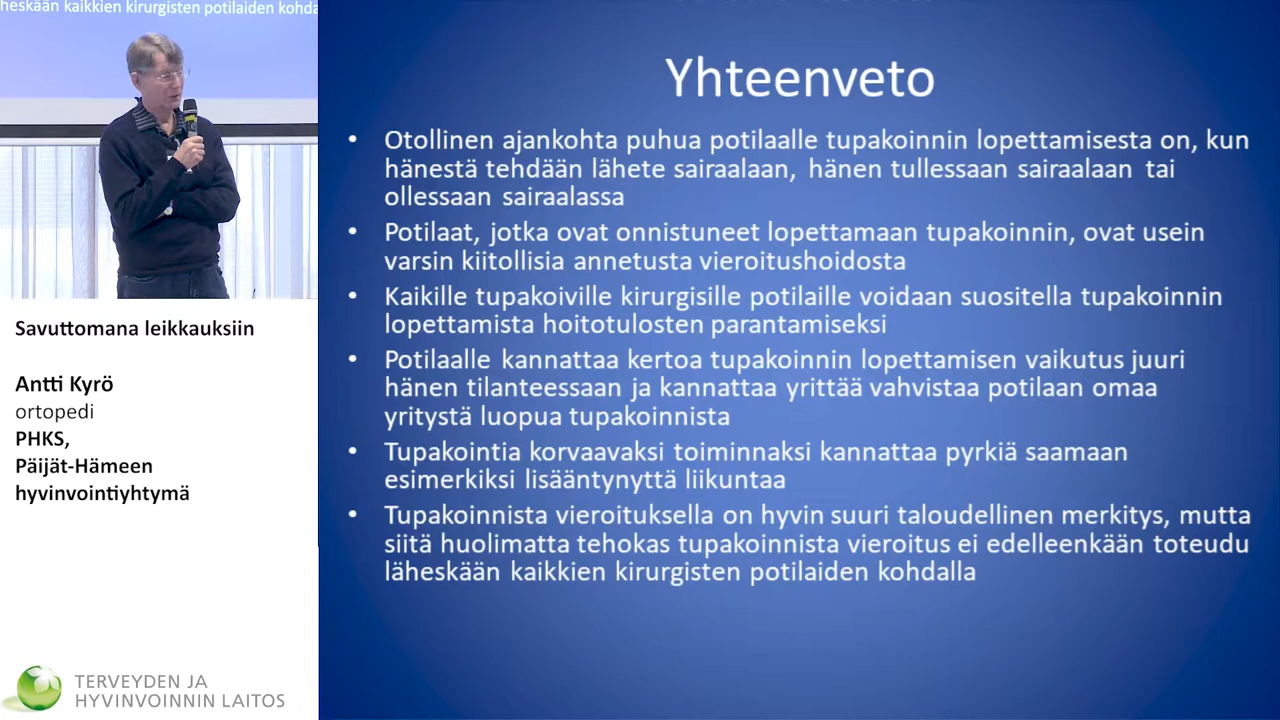 heskään kaikkien kirurgisten potilaiden kohda
Savuttomana leikkauksiin
Antti Kyrö
ortopedi
PHKS,
Päijät-Hämeen
hyvinvointiyhtymä
TERVEYDEN JA
HYVINVOINNIN LAITOS
Yhteenveto
• Otollinen ajankohta puhua potilaalle tupakoinnin lopettamisesta on, kun
hänestä tehdään lähete sairaalaan, hänen tullessaan sairaalaan tai
ollessaan sairaalassa
• Potilaat, jotka ovat onnistuneet lopettamaan tupakoinnin, ovat usein
varsin kiitollisia annetusta vieroitushoidosta
• Kaikille tupakoiville kirurgisille potilaille voidaan suositella tupakoinnin
lopettamista hoitotulosten parantamiseksi
• Potilaalle kannattaa kertoa tupakoinnin lopettamisen vaikutus juuri
hänen tilanteessaan ja kannattaa yrittää vahvistaa potilaan omaa
yritystä luopua tupakoinnista
• Tupakointia korvaavaksi toiminnaksi kannattaa pyrkiä saamaan
esimerkiksi lisääntynyttä liikuntaa
• Tupakoinnista vieroituksella on hyvin suuri taloudellinen merkitys, mutta
siitä huolimatta tehokas tupakoinnista vieroitus ei edelleenkään toteudu
läheskään kaikkien kirurgisten potilaiden kohdalla